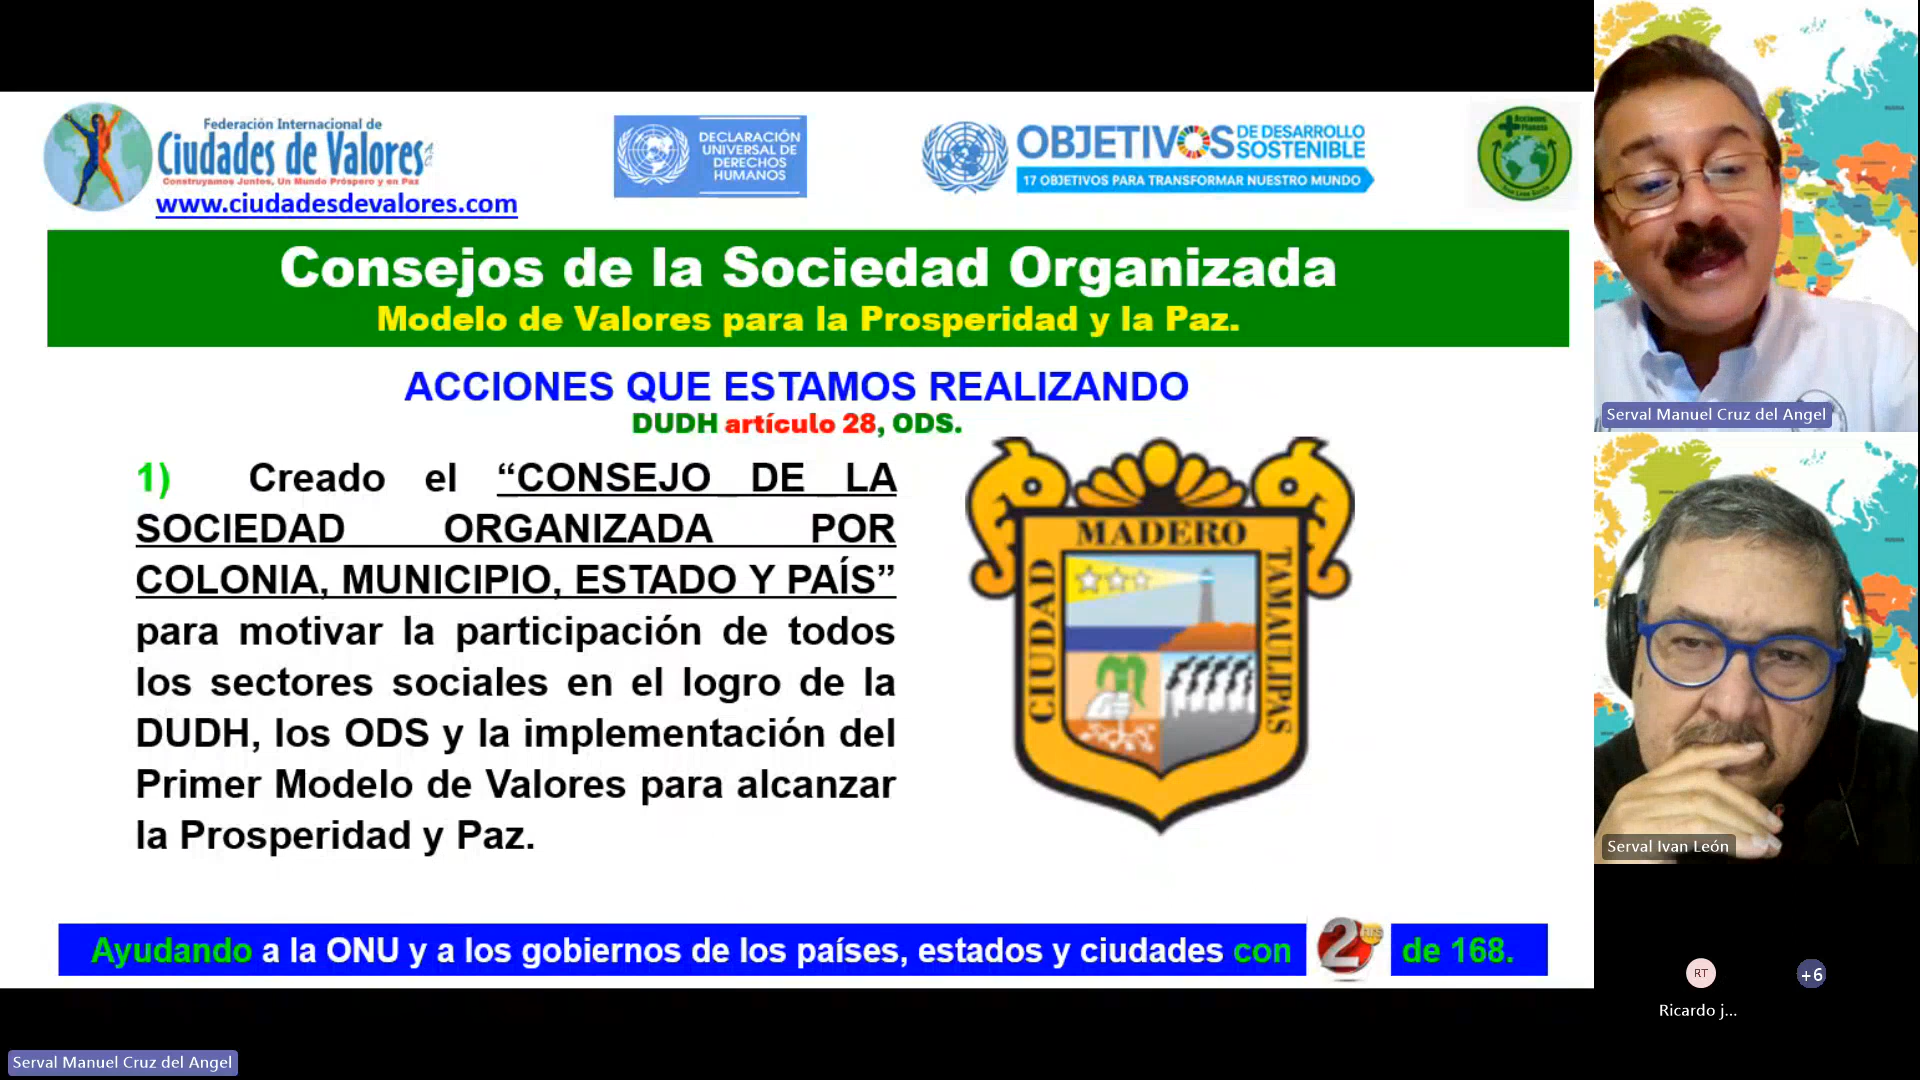 Federación Internacional de
Ciudades de Valores
Construyamos Juntos, Un Mundo Próspero y en Paz
www.ciudadesdevalores.com
DECLARACIÓN
UNIVERSAL DE
DERECHOS
HUMANOS
OBJETIVOS DE DESARROLLO
SOSTENIBLE
17 OBJETIVOS PARA TRANSFORMAR NUESTRO MUNDO
Acciones
Planeta
Consejos de la Sociedad Organizada
Modelo de Valores para la Prosperidad y la Paz.
ACCIONES QUE ESTAMOS REALIZANDO
DUDH artículo 28, ODS.
1) Creado el “CONSEJO DE LA
SOCIEDAD ORGANIZADA POR
COLONIA, MUNICIPIO, ESTADO Y PAÍS”
para motivar la participación de todos
los sectores sociales en el logro de la
DUDH, los ODS y la implementación del
Primer Modelo de Valores para alcanzar
la Prosperidad y Paz.
CIUDAD
MADERO
TAMAULIPAS
Ayudando a la ONU y a los gobiernos de los países, estados y ciudades con 2 hrs de 168.
Serval Manuel Cruz del Angel
Serval Ivan León
RT
+6
Ricardo j...
Serval Manuel Cruz del Angel